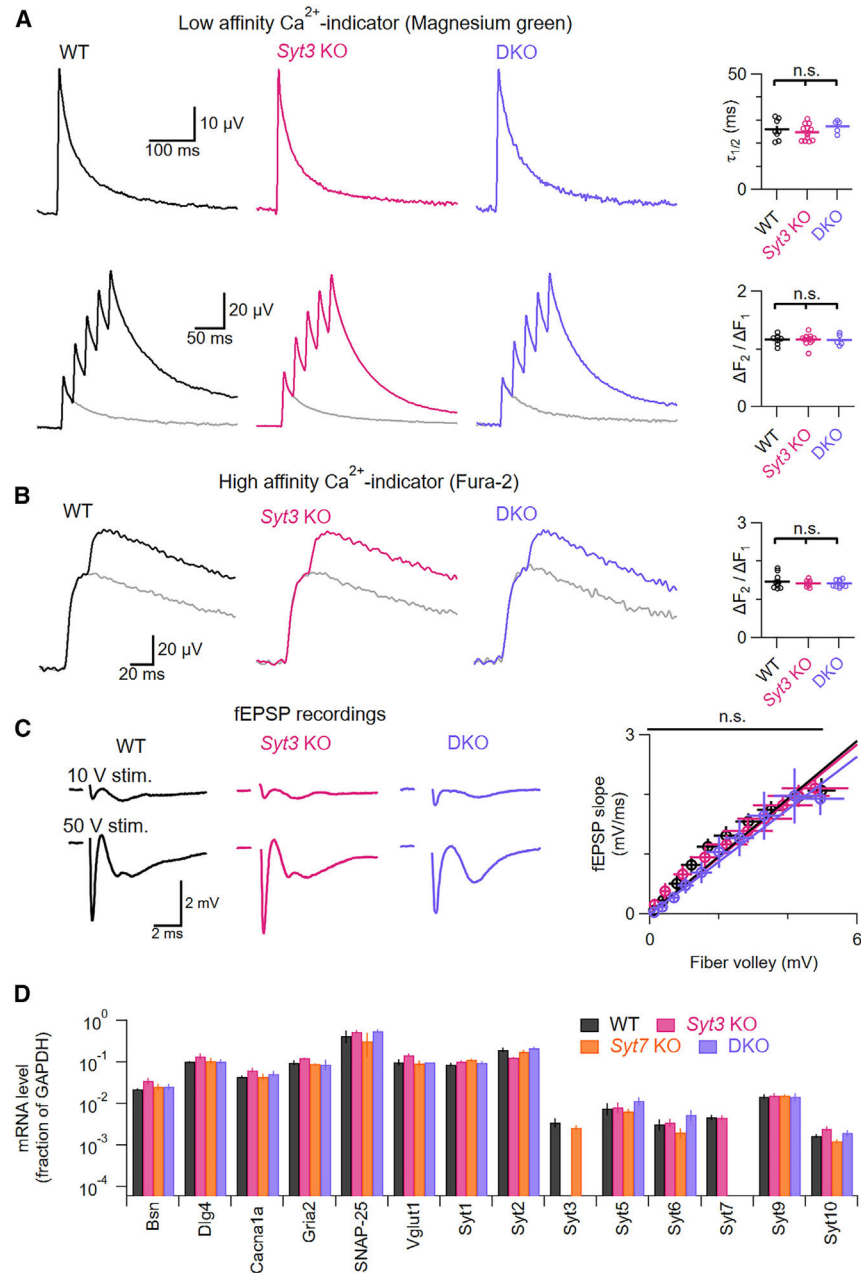 A
Low affinity Ca2+-indicator (Magnesium green)
WT
Syt3 KO
DKO
10 µV
100 ms
50
n.s.
τ1/2 (ms)
0
WT
Syt3 KO
DKO
20 µV
50 ms
2
n.s.
ΔF2 / ΔF1
0
WT
Syt3 KO
DKO
B
High affinity Ca2+-indicator (Fura-2)
WT
Syt3 KO
DKO
20 µV
20 ms
3
n.s.
ΔF2 / ΔF1
0
WT
Syt3 KO
DKO
C
fEPSP recordings
WT
Syt3 KO
DKO
10 V stim.
50 V stim.
2 mV
2 ms
n.s.
3
fEPSP slope
(mV/ms)
0
0
6
Fiber volley (mV)
D
WT
Syt3 KO
Syt7 KO
DKO
mRNA level
(fraction of GAPDH)
10^0
10^-1
10^-2
10^-3
10^-4
Bsn
Dlg4
Cacna1a
Gria2
SNAP-25
Vglut1
Syt1
Syt2
Syt3
Syt5
Syt6
Syt7
Syt9
Syt10